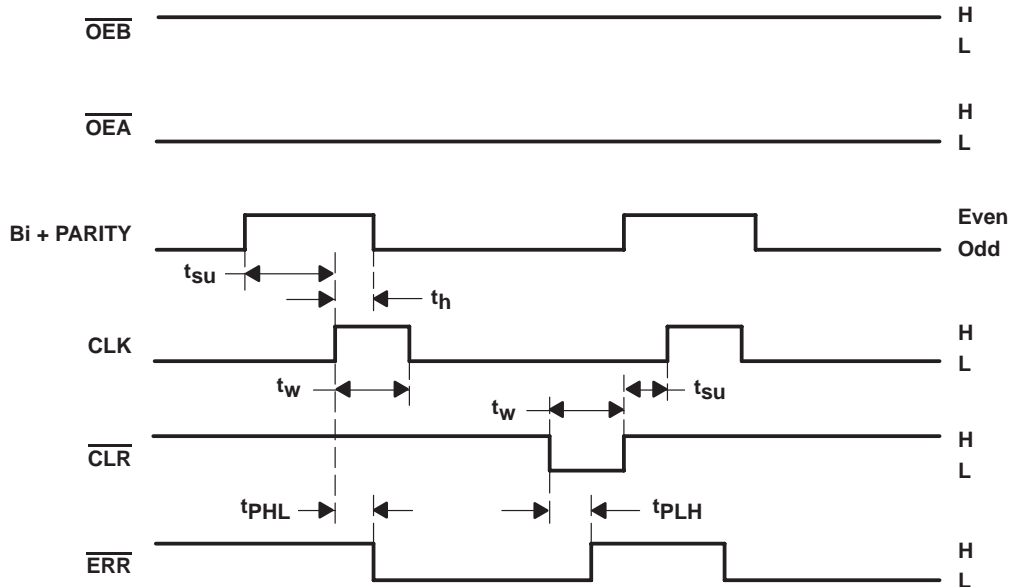 OEB
H
L
OEA
H
L
Bi + PARITY
Even
Odd
tsu
th
CLK
H
L
tw
tw
tsu
CLR
H
L
tPHL
tPLH
ERR
H
L